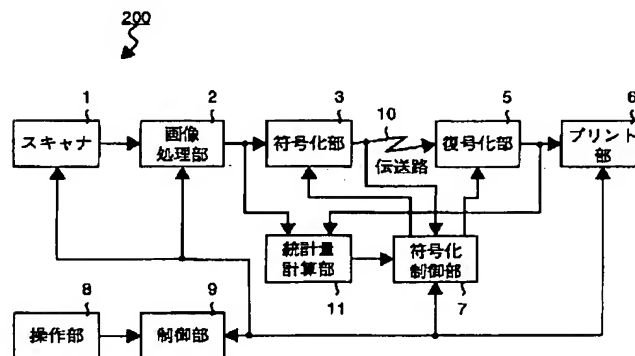 200
1
2
3
10
5
6
スキャナ
画像
処理部
符号化部
伝送路
復号化部
プリント
部
統計量
計算部
符号化
制御部
11
7
8
9
操作部
制御部